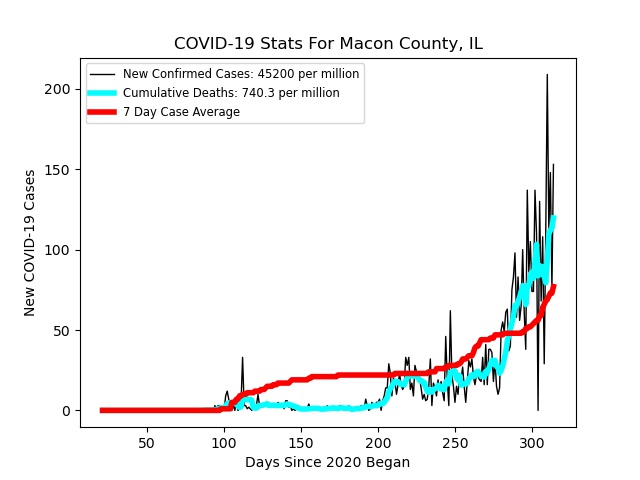 COVID-19 Stats For Macon County, IL
New Confirmed Cases: 45200 per million
Cumulative Deaths: 740.3 per million
7 Day Case Average
New COVID-19 Cases
200
150
100
50
0
50 100 150 200 250 300
Days Since 2020 Began